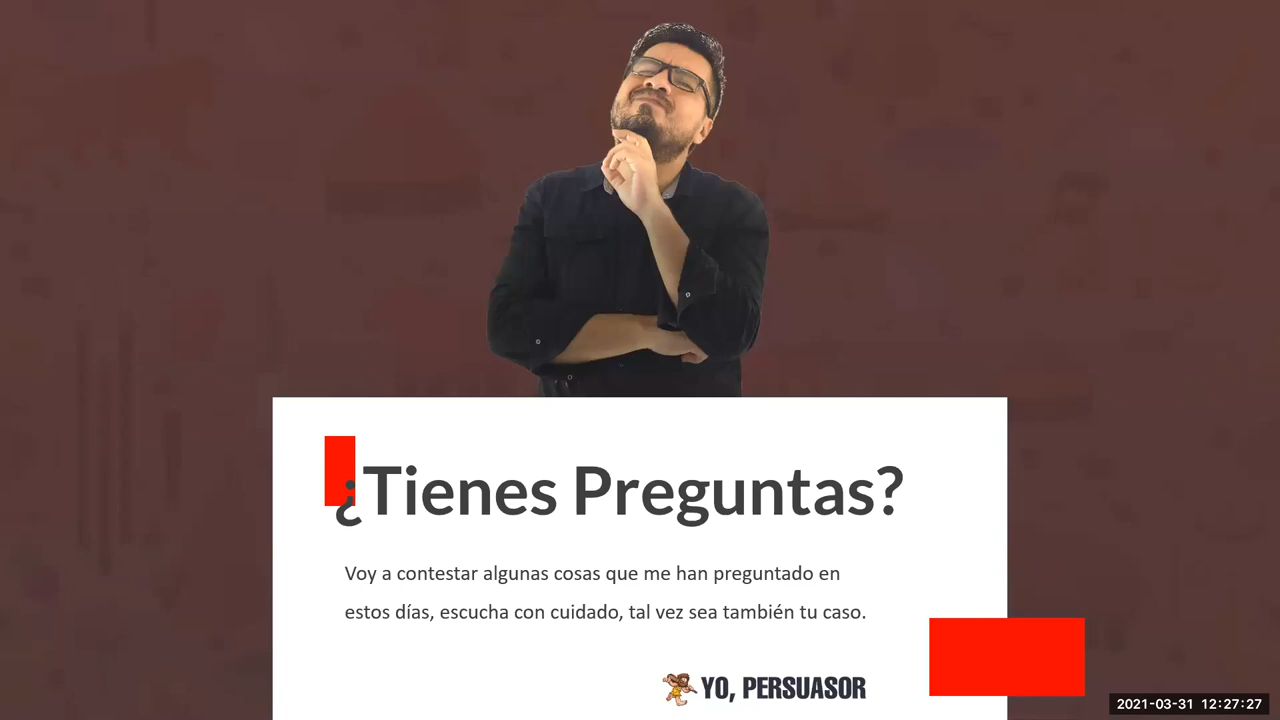 ¿Tienes Preguntas?
Voy a contestar algunas cosas que me han preguntado en
estos días, escucha con cuidado, tal vez sea también tu caso.
YO, PERSUASOR
2021-03-31 12:27:27